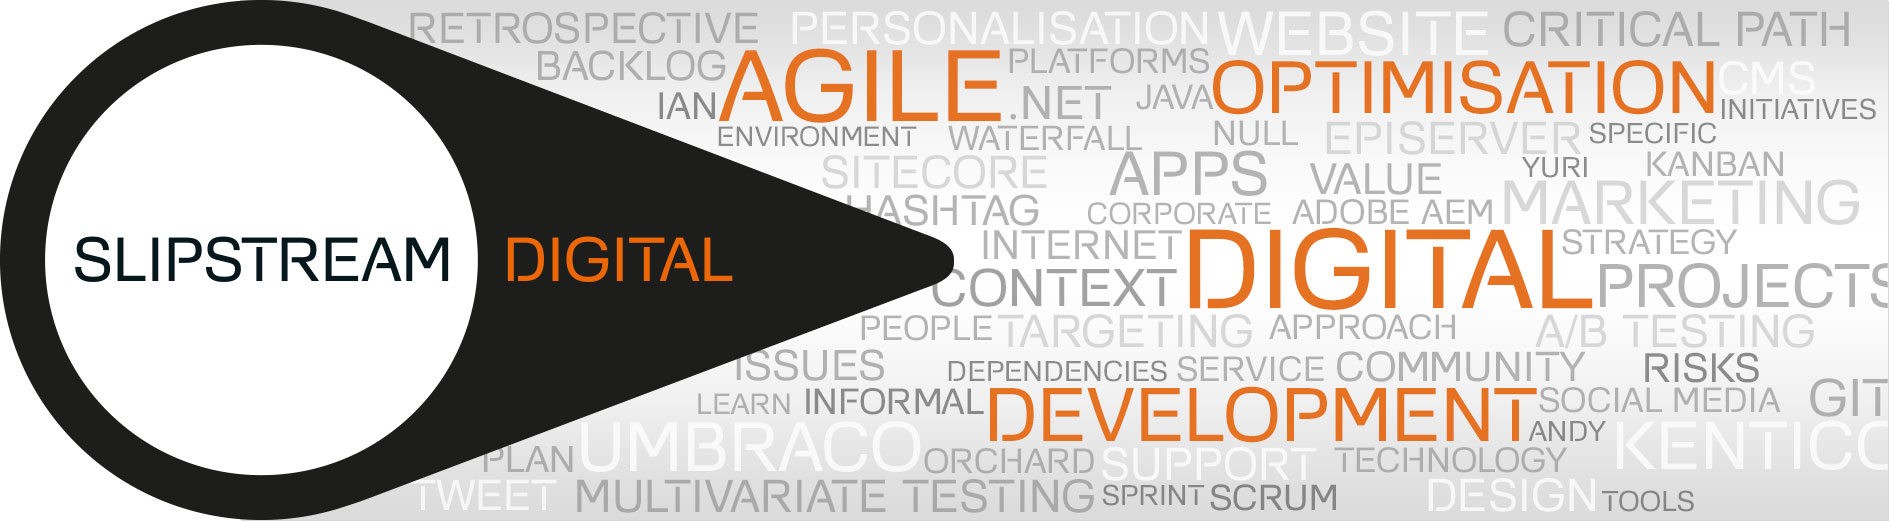 SLIPSTREAM DIGITAL
RETROSPECTIVE PERSONALISATION WEBSITE CRITICAL PATH
BACKLOG AGILE PLATFORMS OPTIMISATION CMS
IAN .NET JAVA INITIATIVES
ENVIRONMENT WATERFALL NULL EPISERVER SPECIFIC
SITECORE APPS VALUE YURI KANBAN
HASHTAG CORPORATE ADOBE AEM MARKETING
INTERNET DIGITAL STRATEGY
CONTEXT PROJECTS
PEOPLE TARGETING APPROACH A/B TESTING
ISSUES DEPENDENCIES SERVICE COMMUNITY RISKS
LEARN INFORMAL DEVELOPMENT SOCIAL MEDIA GIT
ANDY
PLAN UMBRACO ORCHARD SUPPORT TECHNOLOGY KENTICO
TWEET MULTIVARIATE TESTING SPRINT SCRUM DESIGN TOOLS